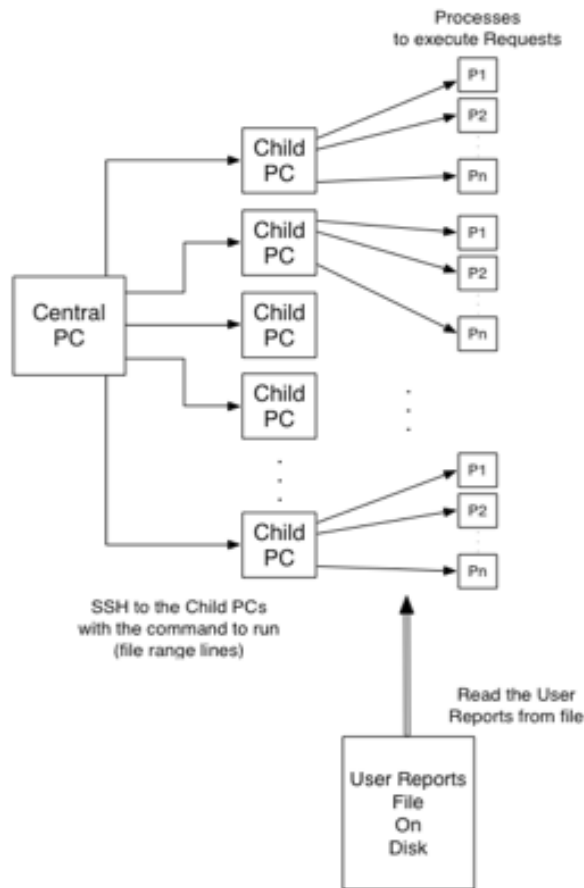 Processes
to execute Requests
P1
P2
Pn
Child
PC
P1
P2
Pn
Child
PC
Central
PC
Child
PC
Child
PC
P1
P2
Pn
Child
PC
SSH to the Child PCs
with the command to run
(file range lines)
Read the User
Reports from file
User Reports
File
On
Disk